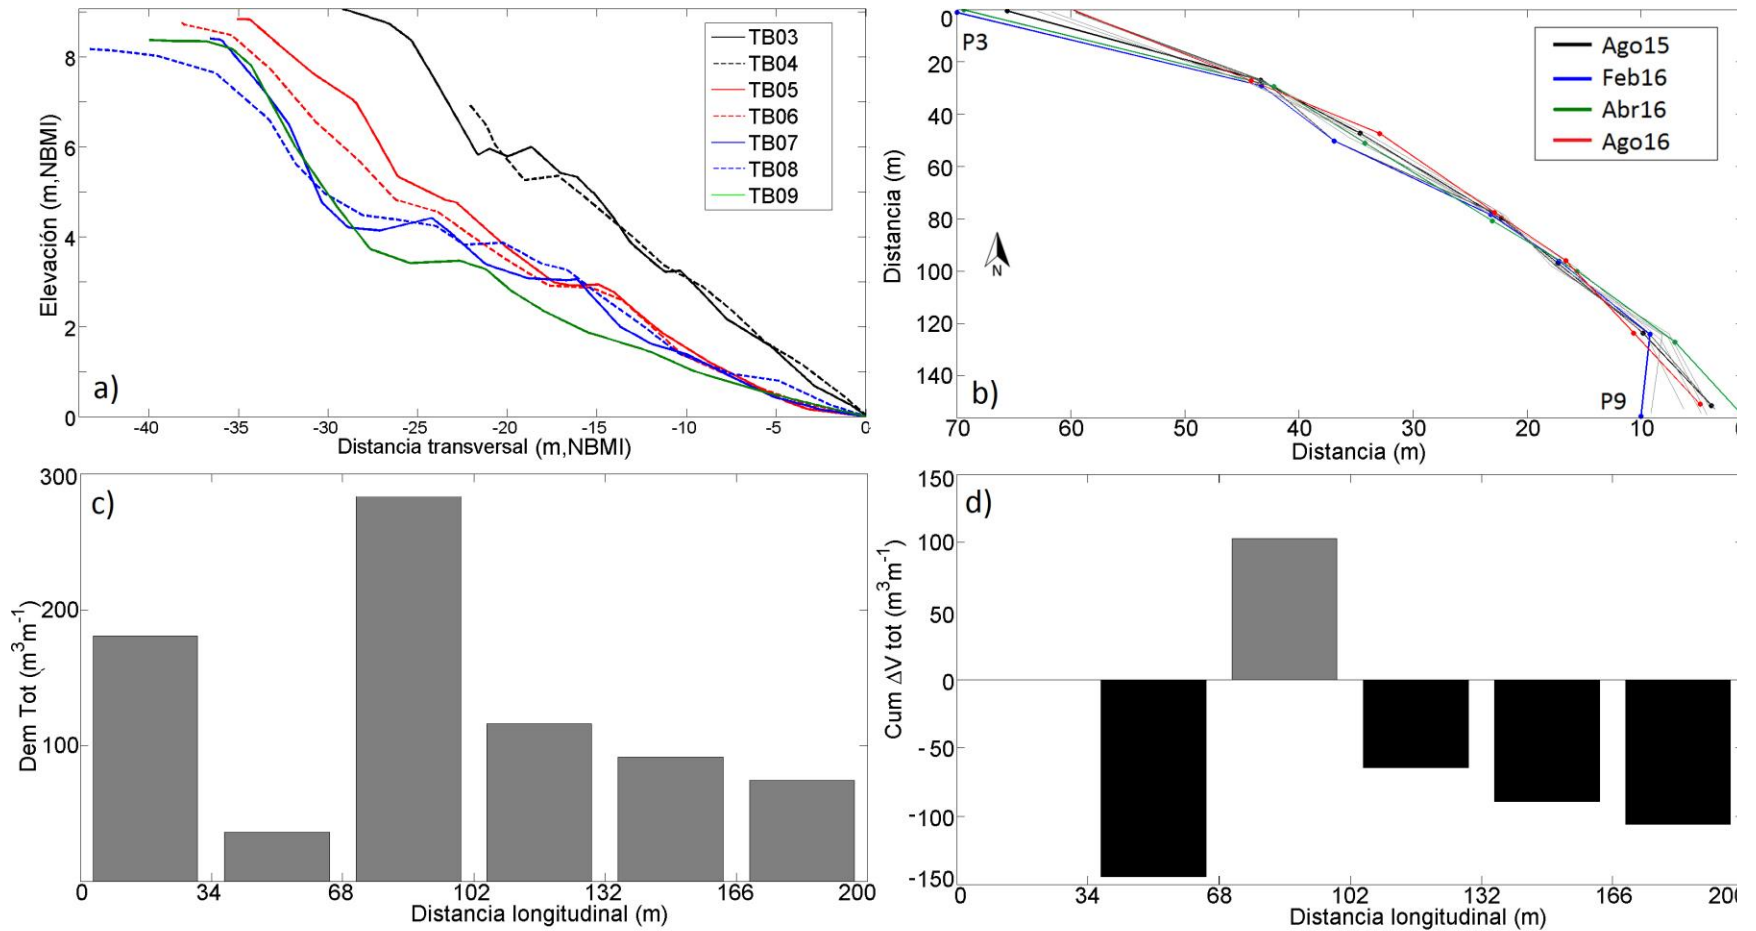 8
6
4
2
0
Elevación (m,NBMI)
-40
-35
-30
-25
-20
-15
-10
-5
0
Distancia transversal (m,NBMI)
a)
TB03
TB04
TB05
TB06
TB07
TB08
TB09
0
20
40
60
80
100
120
140
Distancia (m)
70
60
50
40
30
20
10
Distancia (m)
b)
P3
P9
N
Ago15
Feb16
Abr16
Ago16
300
200
100
Dem Tot (m³m⁻¹)
0
34
68
102
132
166
200
Distancia longitudinal (m)
c)
150
100
50
0
-50
-100
-150
Cum ΔV tot (m³m⁻¹)
0
34
68
102
132
166
200
Distancia longitudinal (m)
d)